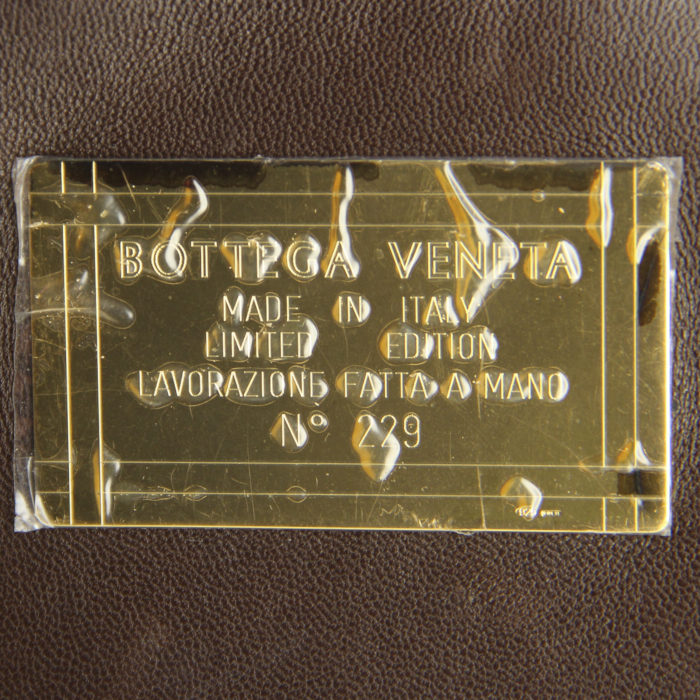 BOTTEGA VENETA
MADE IN ITALY
LIMITED EDITION
LAVORAZIONE FATTA A MANO
N° 229